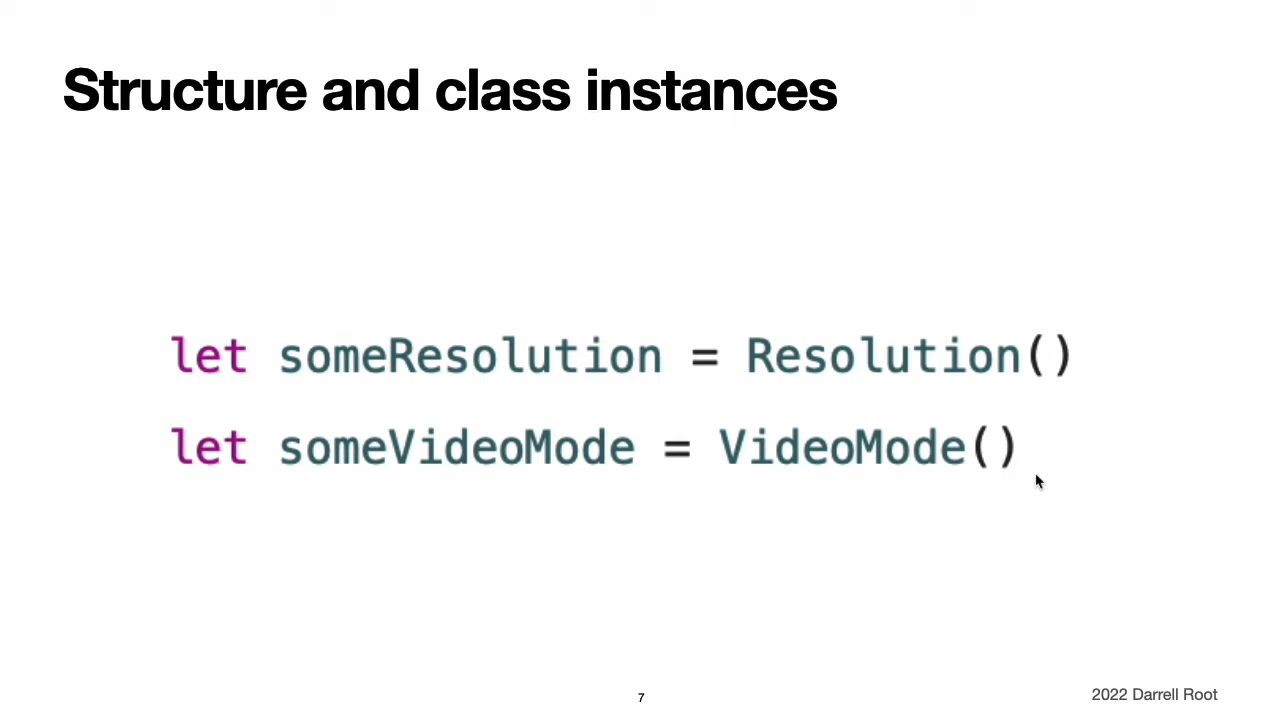 Structure and class instances
let someResolution = Resolution()
let someVideoMode = VideoMode()
7
2022 Darrell Root